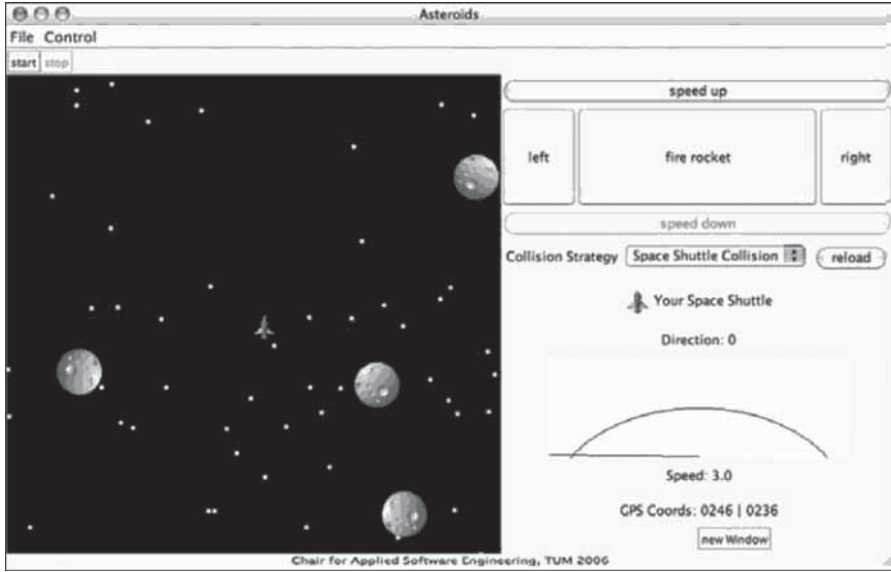 Asteroids
File Control
start stop
speed up
left fire rocket right
speed down
Collision Strategy Space Shuttle Collision reload
Your Space Shuttle
Direction: 0
Speed: 3.0
GPS Coords: 0246 | 0236
new Window
Chair for Applied Software Engineering, TUM 2006